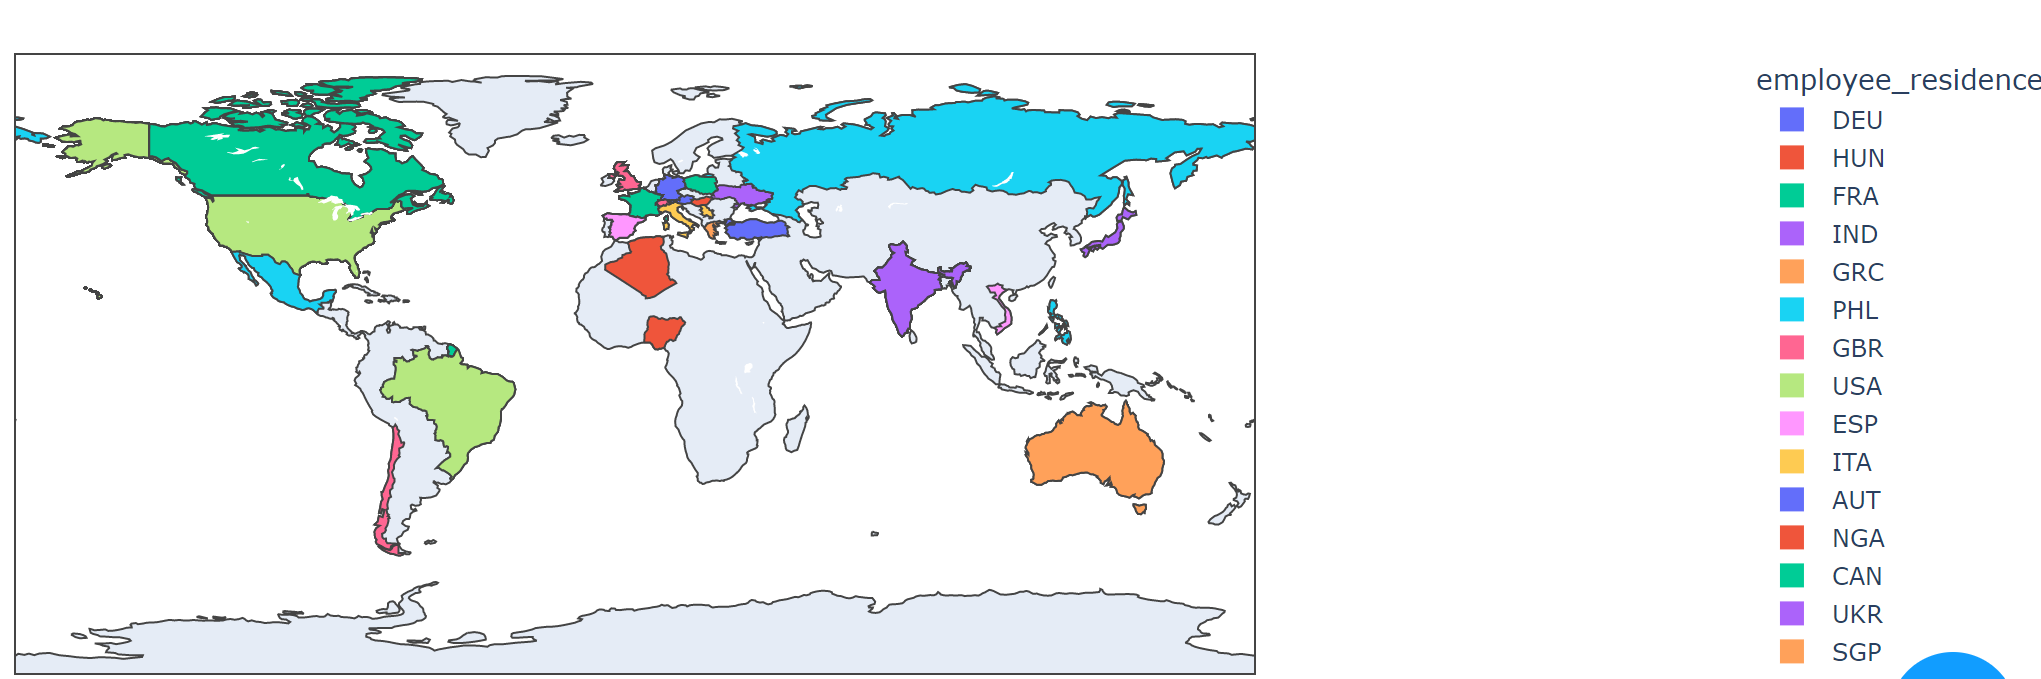 employee_residence
DEU
HUN
FRA
IND
GRC
PHL
GBR
USA
ESP
ITA
AUT
NGA
CAN
UKR
SGP